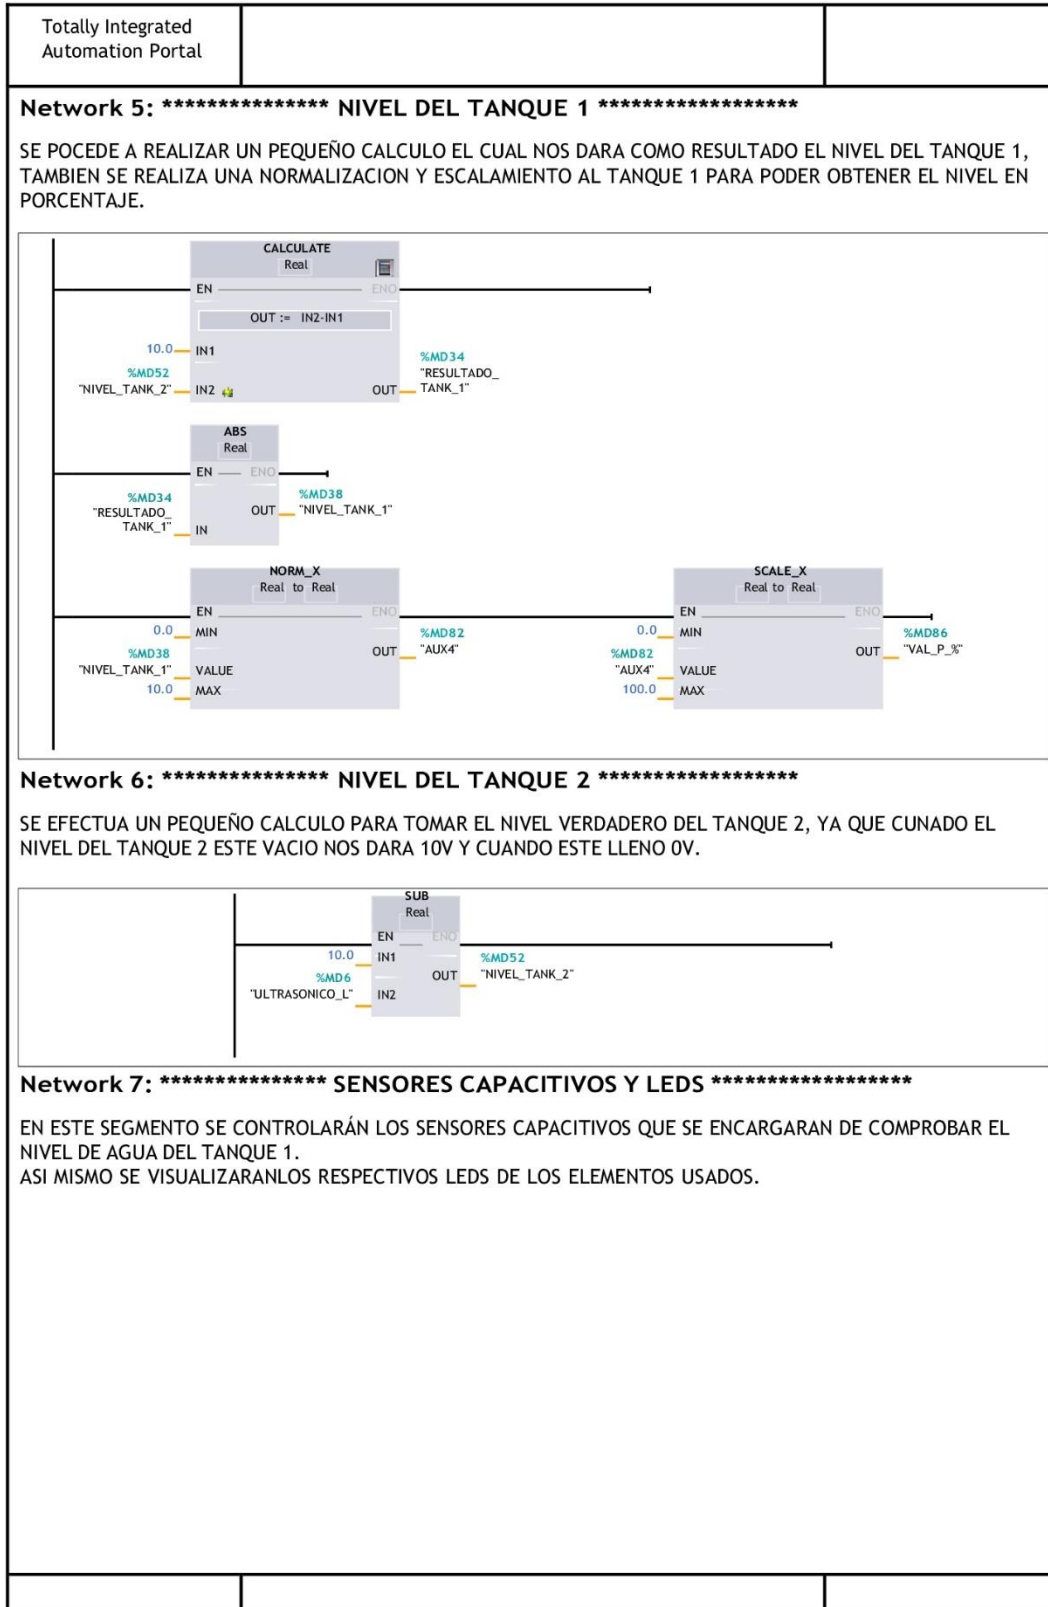 Totally Integrated
Automation Portal
Network 5: *************** NIVEL DEL TANQUE 1 ******************
SE POCEDE A REALIZAR UN PEQUEÑO CALCULO EL CUAL NOS DARA COMO RESULTADO EL NIVEL DEL TANQUE 1,
TAMBIEN SE REALIZA UNA NORMALIZACION Y ESCALAMIENTO AL TANQUE 1 PARA PODER OBTENER EL NIVEL EN
PORCENTAJE.
CALCULATE
Real
EN ENO
OUT := IN2-IN1
10.0 IN1
%MD52
"NIVEL_TANK_2" IN2
OUT
%MD34
"RESULTADO_
TANK_1"
ABS
Real
EN ENO
%MD34
"RESULTADO_
TANK_1" IN
OUT
%MD38
"NIVEL_TANK_1"
NORM_X
Real to Real
EN ENO
0.0 MIN
%MD38
"NIVEL_TANK_1" VALUE
10.0 MAX
OUT
%MD82
"AUX4"
SCALE_X
Real to Real
EN ENO
0.0 MIN
%MD82
"AUX4" VALUE
100.0 MAX
OUT
%MD86
"VAL_P_%"
Network 6: *************** NIVEL DEL TANQUE 2 ******************
SE EFECTUA UN PEQUEÑO CALCULO PARA TOMAR EL NIVEL VERDADERO DEL TANQUE 2, YA QUE CUNADO EL
NIVEL DEL TANQUE 2 ESTE VACIO NOS DARA 10V Y CUANDO ESTE LLENO 0V.
SUB
Real
EN ENO
10.0 IN1
%MD6
"ULTRASONICO_L" IN2
OUT
%MD52
"NIVEL_TANK_2"
Network 7: *************** SENSORES CAPACITIVOS Y LEDS ******************
EN ESTE SEGMENTO SE CONTROLARÁN LOS SENSORES CAPACITIVOS QUE SE ENCARGARAN DE COMPROBAR EL
NIVEL DE AGUA DEL TANQUE 1.
ASI MISMO SE VISUALIZARANLOS RESPECTIVOS LEDS DE LOS ELEMENTOS USADOS.